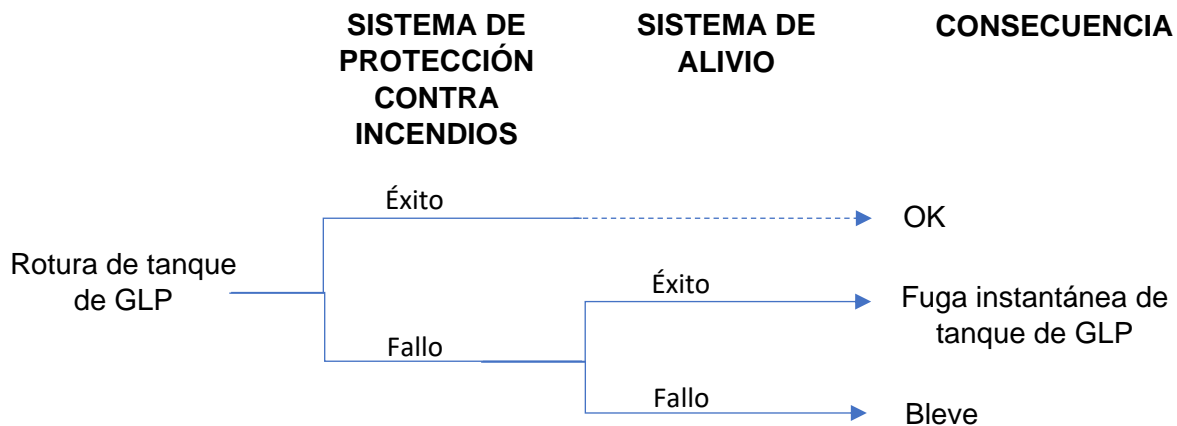 SISTEMA DE
PROTECCIÓN
CONTRA
INCENDIOS
SISTEMA DE
ALIVIO
CONSECUENCIA
Éxito
OK
Rotura de tanque
de GLP
Éxito
Fuga instantánea de
tanque de GLP
Fallo
Fallo
Bleve